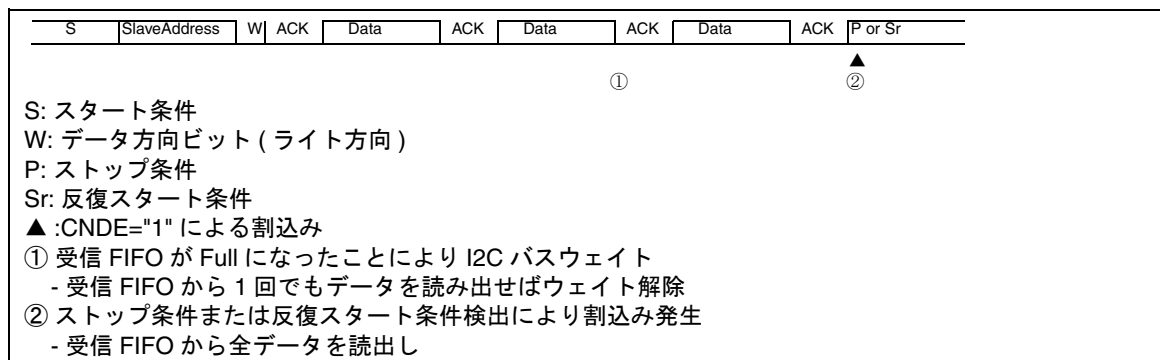 S SlaveAddress W ACK Data ACK Data ACK Data ACK P or Sr
▲
① ②
S: スタート条件
W: データ方向ビット ( ライト方向 )
P: ストップ条件
Sr: 反復スタート条件
▲ :CNDE="1" による割込み
① 受信 FIFO が Full になったことにより I2C バスウェイト
- 受信 FIFO から 1 回でもデータを読み出せばウェイト解除
② ストップ条件または反復スタート条件検出により割込み発生
- 受信 FIFO から全データを読出し